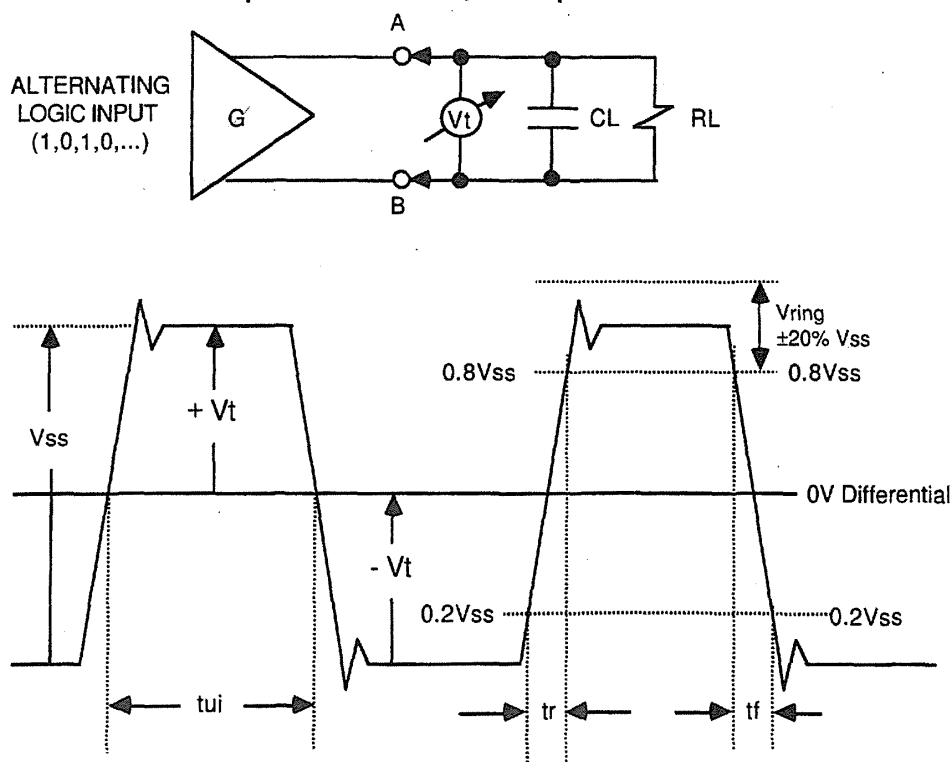 A
ALTERNATING
LOGIC INPUT
(1,0,1,0,...)
G
Vt
CL
RL
B
Vring
±20% Vss
0.8Vss
0.8Vss
+ Vt
Vss
0V Differential
- Vt
0.2Vss
0.2Vss
tui
tr
tf